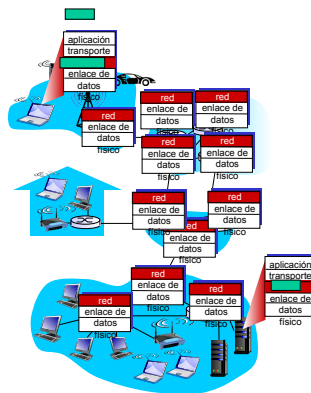 aplicación
transporte
enlace de
datos
físico
red
enlace de
datos
físico
red
enlace de
datos
físico
red
enlace de
datos
físico
red
enlace de
datos
físico
red
enlace de
datos
físico
red
enlace de
datos
físico
red
enlace de
datos
físico
red
enlace de
datos
físico
aplicación
transporte
enlace de
datos
físico
red
enlace de
datos
físico
red
enlace de
datos
físico
red
enlace de
datos
físico